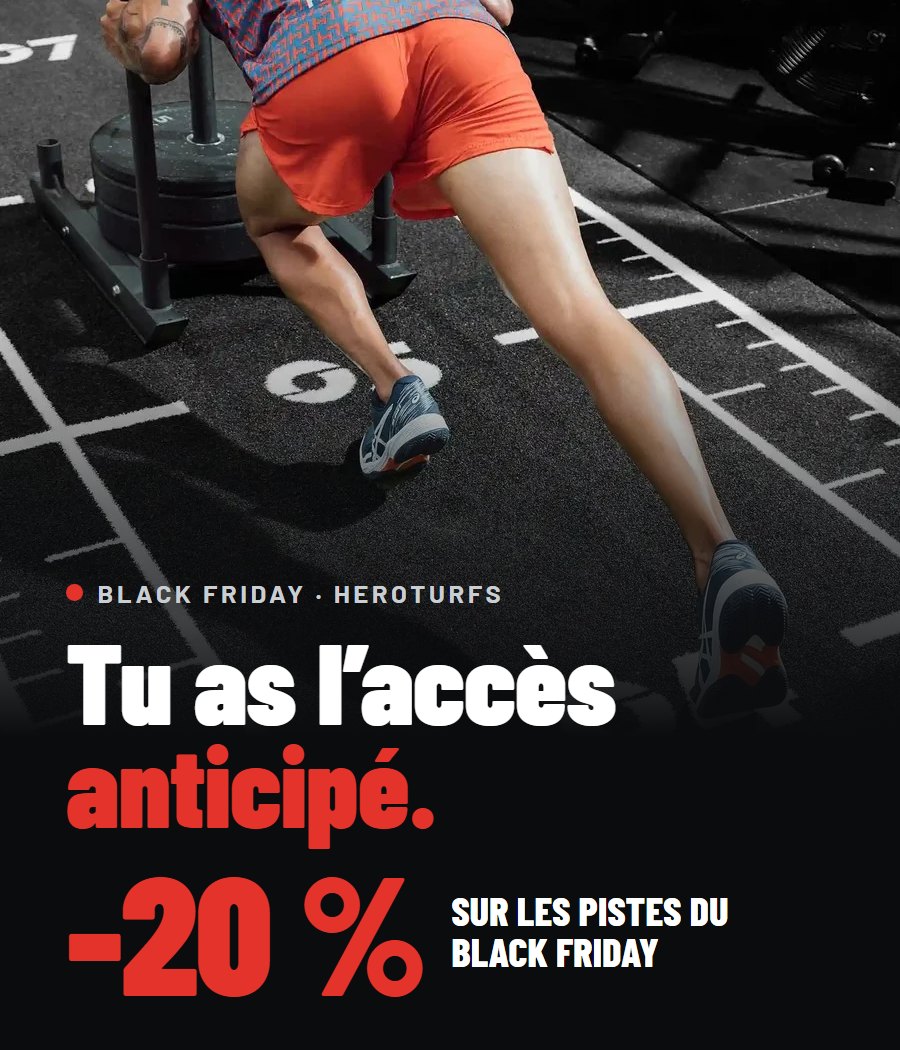 BLACK FRIDAY · HEROTURFS
Tu as l’accès
anticipé.
-20 %
SUR LES PISTES DU
BLACK FRIDAY